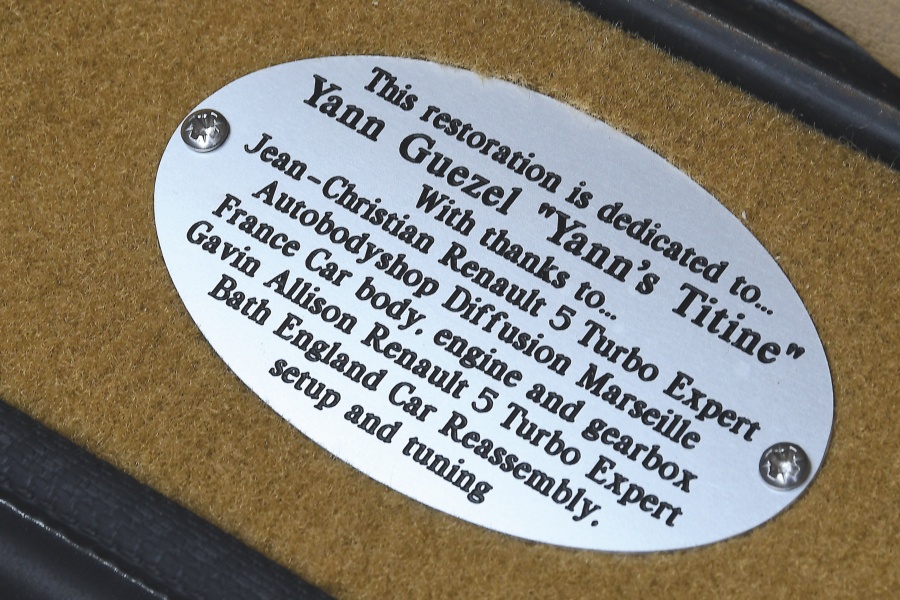 This restoration is dedicated to...
Yann Guezel "Yann's Titine"
With thanks to...
Jean-Christian Renault 5 Turbo Expert
Autobodyshop Diffusion Marseille
France Car body, engine and gearbox
Gavin Allison Renault 5 Turbo Expert
Bath England Car Reassembly,
setup and tuning